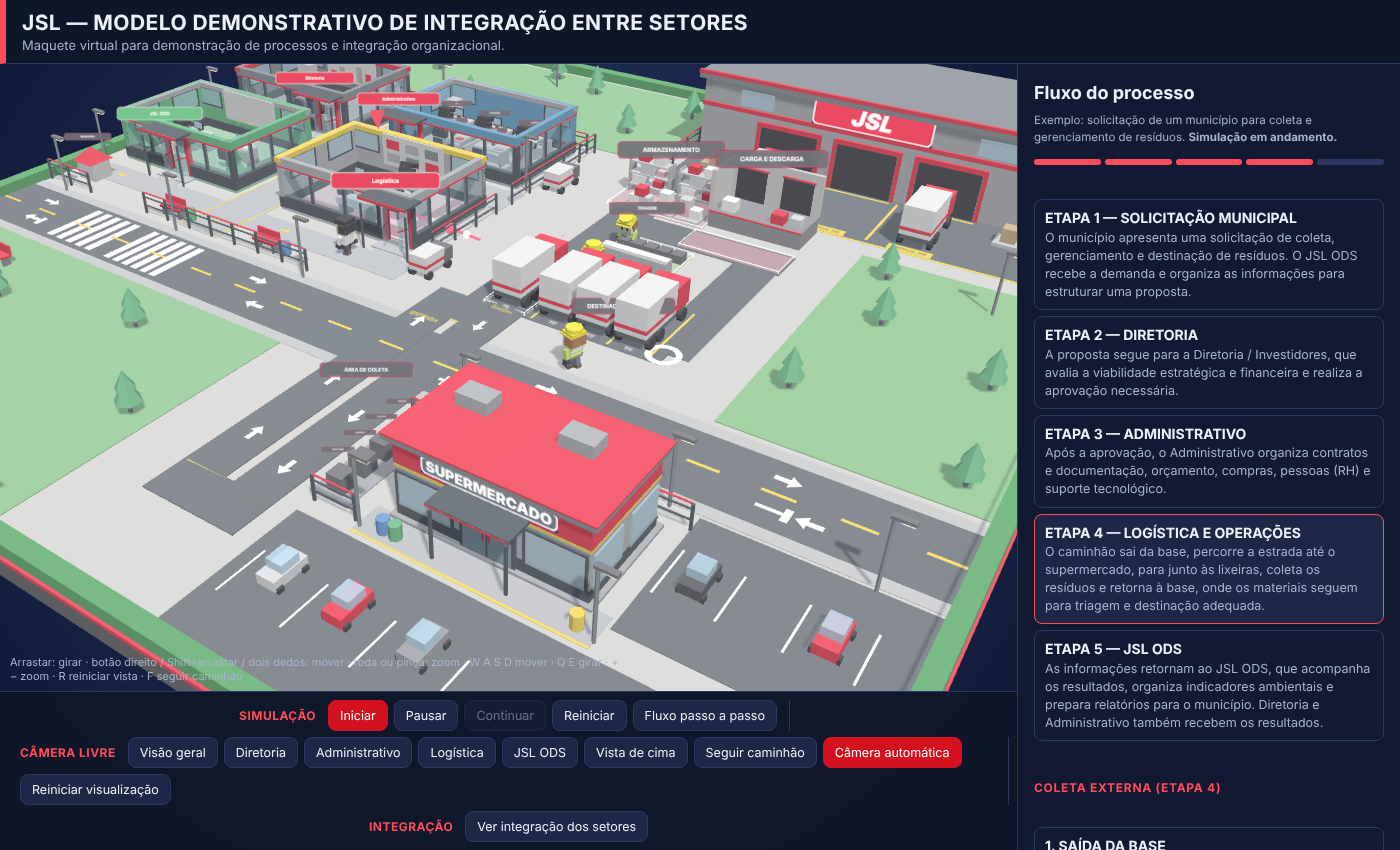 JSL — MODELO DEMONSTRATIVO DE INTEGRAÇÃO ENTRE SETORES
Maquete virtual para demonstração de processos e integração organizacional.
Diretoria
Administrativo
JSL ODS
Logística
ARMAZENAMENTO
CARGA E DESCARGA
TRIAGEM
JSL
DESTINAÇ
ÁREA DE COLETA
SUPERMERCADO
Arrastar: girar · botão direito / Shift+arrastar / dois dedos: mover · roda ou pinça: zoom · W A S D mover · Q E girar · +
− zoom · R reiniciar vista · F seguir caminhão
SIMULAÇÃO
Iniciar
Pausar
Continuar
Reiniciar
Fluxo passo a passo
CÂMERA LIVRE
Visão geral
Diretoria
Administrativo
Logística
JSL ODS
Vista de cima
Seguir caminhão
Câmera automática
Reiniciar visualização
INTEGRAÇÃO
Ver integração dos setores
Fluxo do processo
Exemplo: solicitação de um município para coleta e
gerenciamento de resíduos. Simulação em andamento.
ETAPA 1 — SOLICITAÇÃO MUNICIPAL
O município apresenta uma solicitação de coleta,
gerenciamento e destinação de resíduos. O JSL ODS
recebe a demanda e organiza as informações para
estruturar uma proposta.
ETAPA 2 — DIRETORIA
A proposta segue para a Diretoria / Investidores, que
avalia a viabilidade estratégica e financeira e realiza a
aprovação necessária.
ETAPA 3 — ADMINISTRATIVO
Após a aprovação, o Administrativo organiza contratos
e documentação, orçamento, compras, pessoas (RH) e
suporte tecnológico.
ETAPA 4 — LOGÍSTICA E OPERAÇÕES
O caminhão sai da base, percorre a estrada até o
supermercado, para junto às lixeiras, coleta os
resíduos e retorna à base, onde os materiais seguem
para triagem e destinação adequada.
ETAPA 5 — JSL ODS
As informações retornam ao JSL ODS, que acompanha
os resultados, organiza indicadores ambientais e
prepara relatórios para o município. Diretoria e
Administrativo também recebem os resultados.
COLETA EXTERNA (ETAPA 4)
1. SAÍDA DA BASE